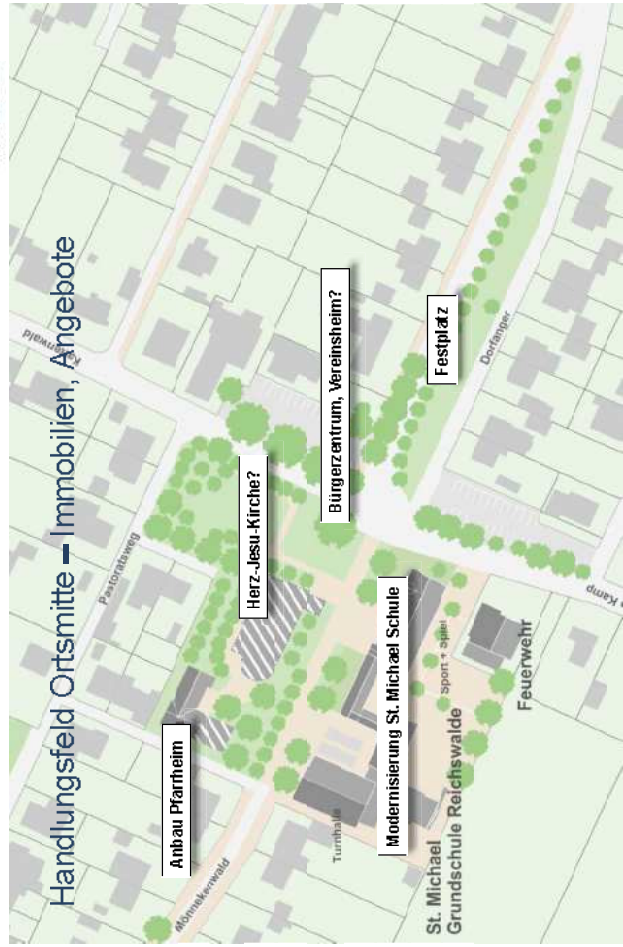 Handlungsfeld Ortsmitte – Immobilien, Angebote
Katenwald
Pastoratsweg
Herz-Jesu-Kirche?
Bürgerzentrum, Vereinsheim?
Anbau Pfarrheim
Festplatz
Mönnekenwald
Dorfanger
Turnhalle
Modernisierung St. Michael Schule
Sport + Spiel
Kamp
St. Michael
Grundschule Reichswalde
Feuerwehr